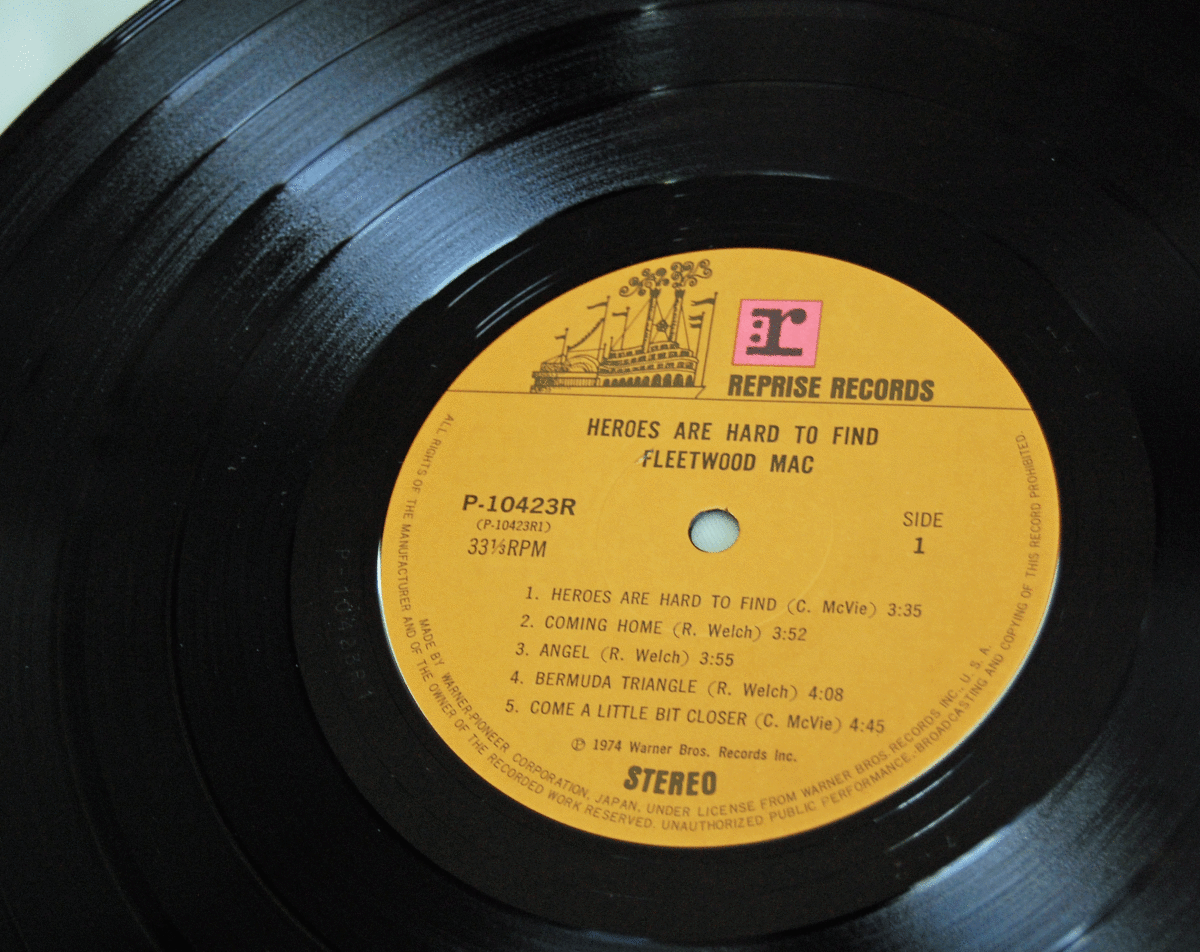 :r
REPRISE RECORDS
HEROES ARE HARD TO FIND
FLEETWOOD MAC
P-10423R
(P-10423R1)
33⅓RPM
SIDE
1
1. HEROES ARE HARD TO FIND (C. McVie) 3:35
2. COMING HOME (R. Welch) 3:52
3. ANGEL (R. Welch) 3:55
4. BERMUDA TRIANGLE (R. Welch) 4:08
5. COME A LITTLE BIT CLOSER (C. McVie) 4:45
℗ 1974 Warner Bros. Records Inc.
STEREO
MADE BY WARNER-PIONEER CORPORATION, JAPAN, UNDER LICENSE FROM WARNER BROS. RECORDS INC., U. S. A.
ALL RIGHTS OF THE MANUFACTURER AND OF THE OWNER OF THE RECORDED WORK RESERVED. UNAUTHORIZED PUBLIC PERFORMANCE, BROADCASTING AND COPYING OF THIS RECORD PROHIBITED.